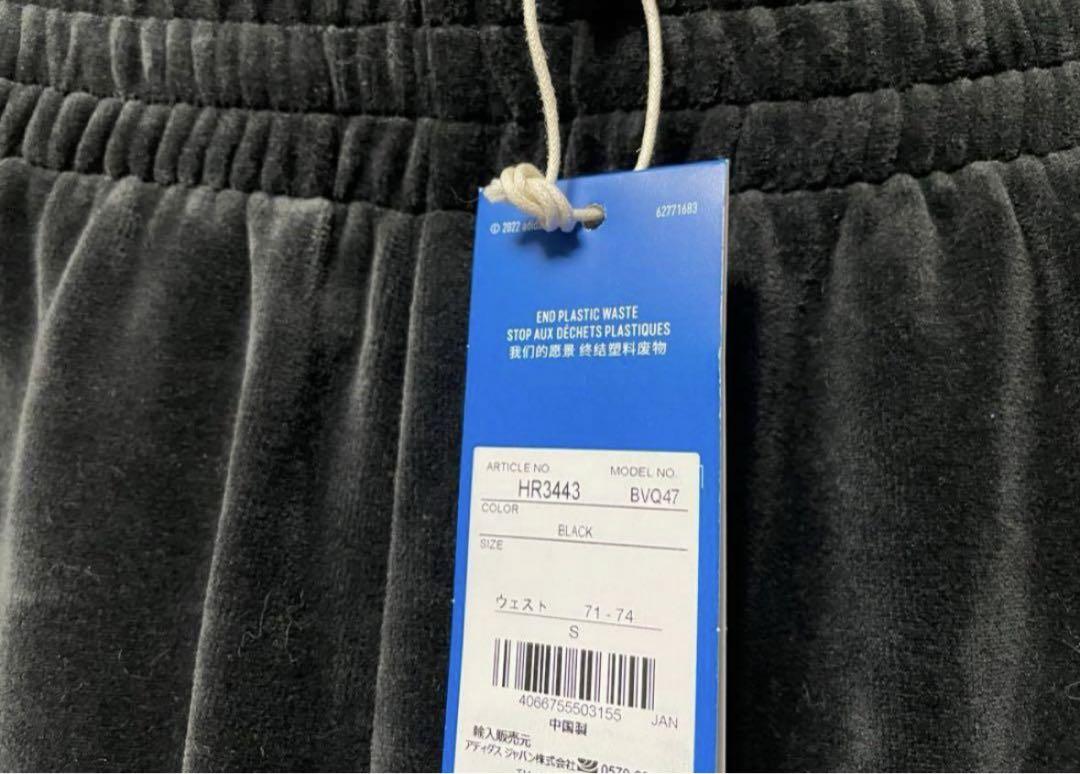 © 2022 adidas
62771683
END PLASTIC WASTE
STOP AUX DÉCHETS PLASTIQUES
我们的愿景 终结塑料废物
ARTICLE NO. MODEL NO.
HR3443 BVQ47
COLOR
BLACK
SIZE
ウェスト 71 - 74
S
4066755503155 JAN
中国製
輸入販売元
アディダス ジャパン株式会社 0570